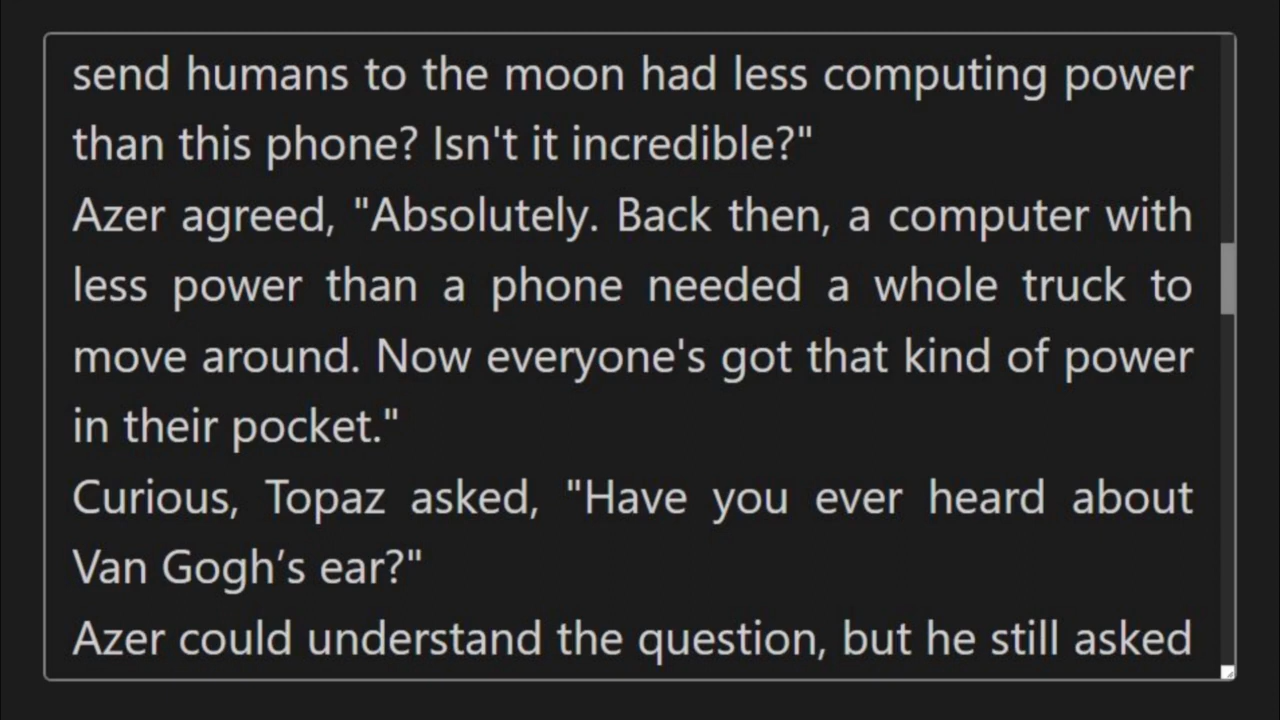 send humans to the moon had less computing power
than this phone? Isn't it incredible?"
Azer agreed, "Absolutely. Back then, a computer with
less power than a phone needed a whole truck to
move around. Now everyone's got that kind of power
in their pocket."
Curious, Topaz asked, "Have you ever heard about
Van Gogh’s ear?"
Azer could understand the question, but he still asked